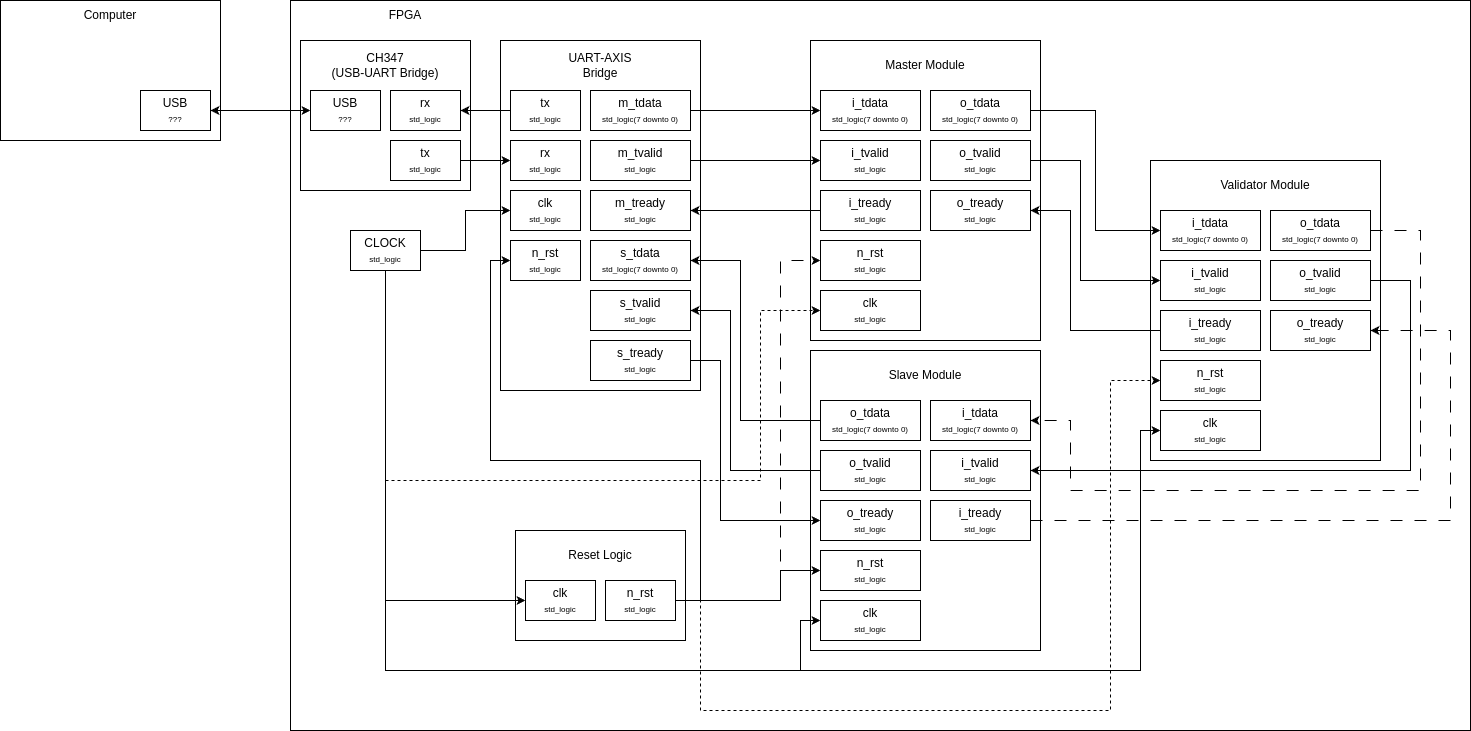 Computer
USB
???
FPGA
CH347
(USB-UART Bridge)
USB
???
rx
std_logic
tx
std_logic
CLOCK
std_logic
UART-AXIS
Bridge
tx
std_logic
m_tdata
std_logic(7 downto 0)
rx
std_logic
m_tvalid
std_logic
clk
std_logic
m_tready
std_logic
n_rst
std_logic
s_tdata
std_logic(7 downto 0)
s_tvalid
std_logic
s_tready
std_logic
Master Module
i_tdata
std_logic(7 downto 0)
o_tdata
std_logic(7 downto 0)
i_tvalid
std_logic
o_tvalid
std_logic
i_tready
std_logic
o_tready
std_logic
n_rst
std_logic
clk
std_logic
Validator Module
i_tdata
std_logic(7 downto 0)
o_tdata
std_logic(7 downto 0)
i_tvalid
std_logic
o_tvalid
std_logic
i_tready
std_logic
o_tready
std_logic
n_rst
std_logic
clk
std_logic
Slave Module
o_tdata
std_logic(7 downto 0)
i_tdata
std_logic(7 downto 0)
o_tvalid
std_logic
i_tvalid
std_logic
o_tready
std_logic
i_tready
std_logic
n_rst
std_logic
clk
std_logic
Reset Logic
clk
std_logic
n_rst
std_logic